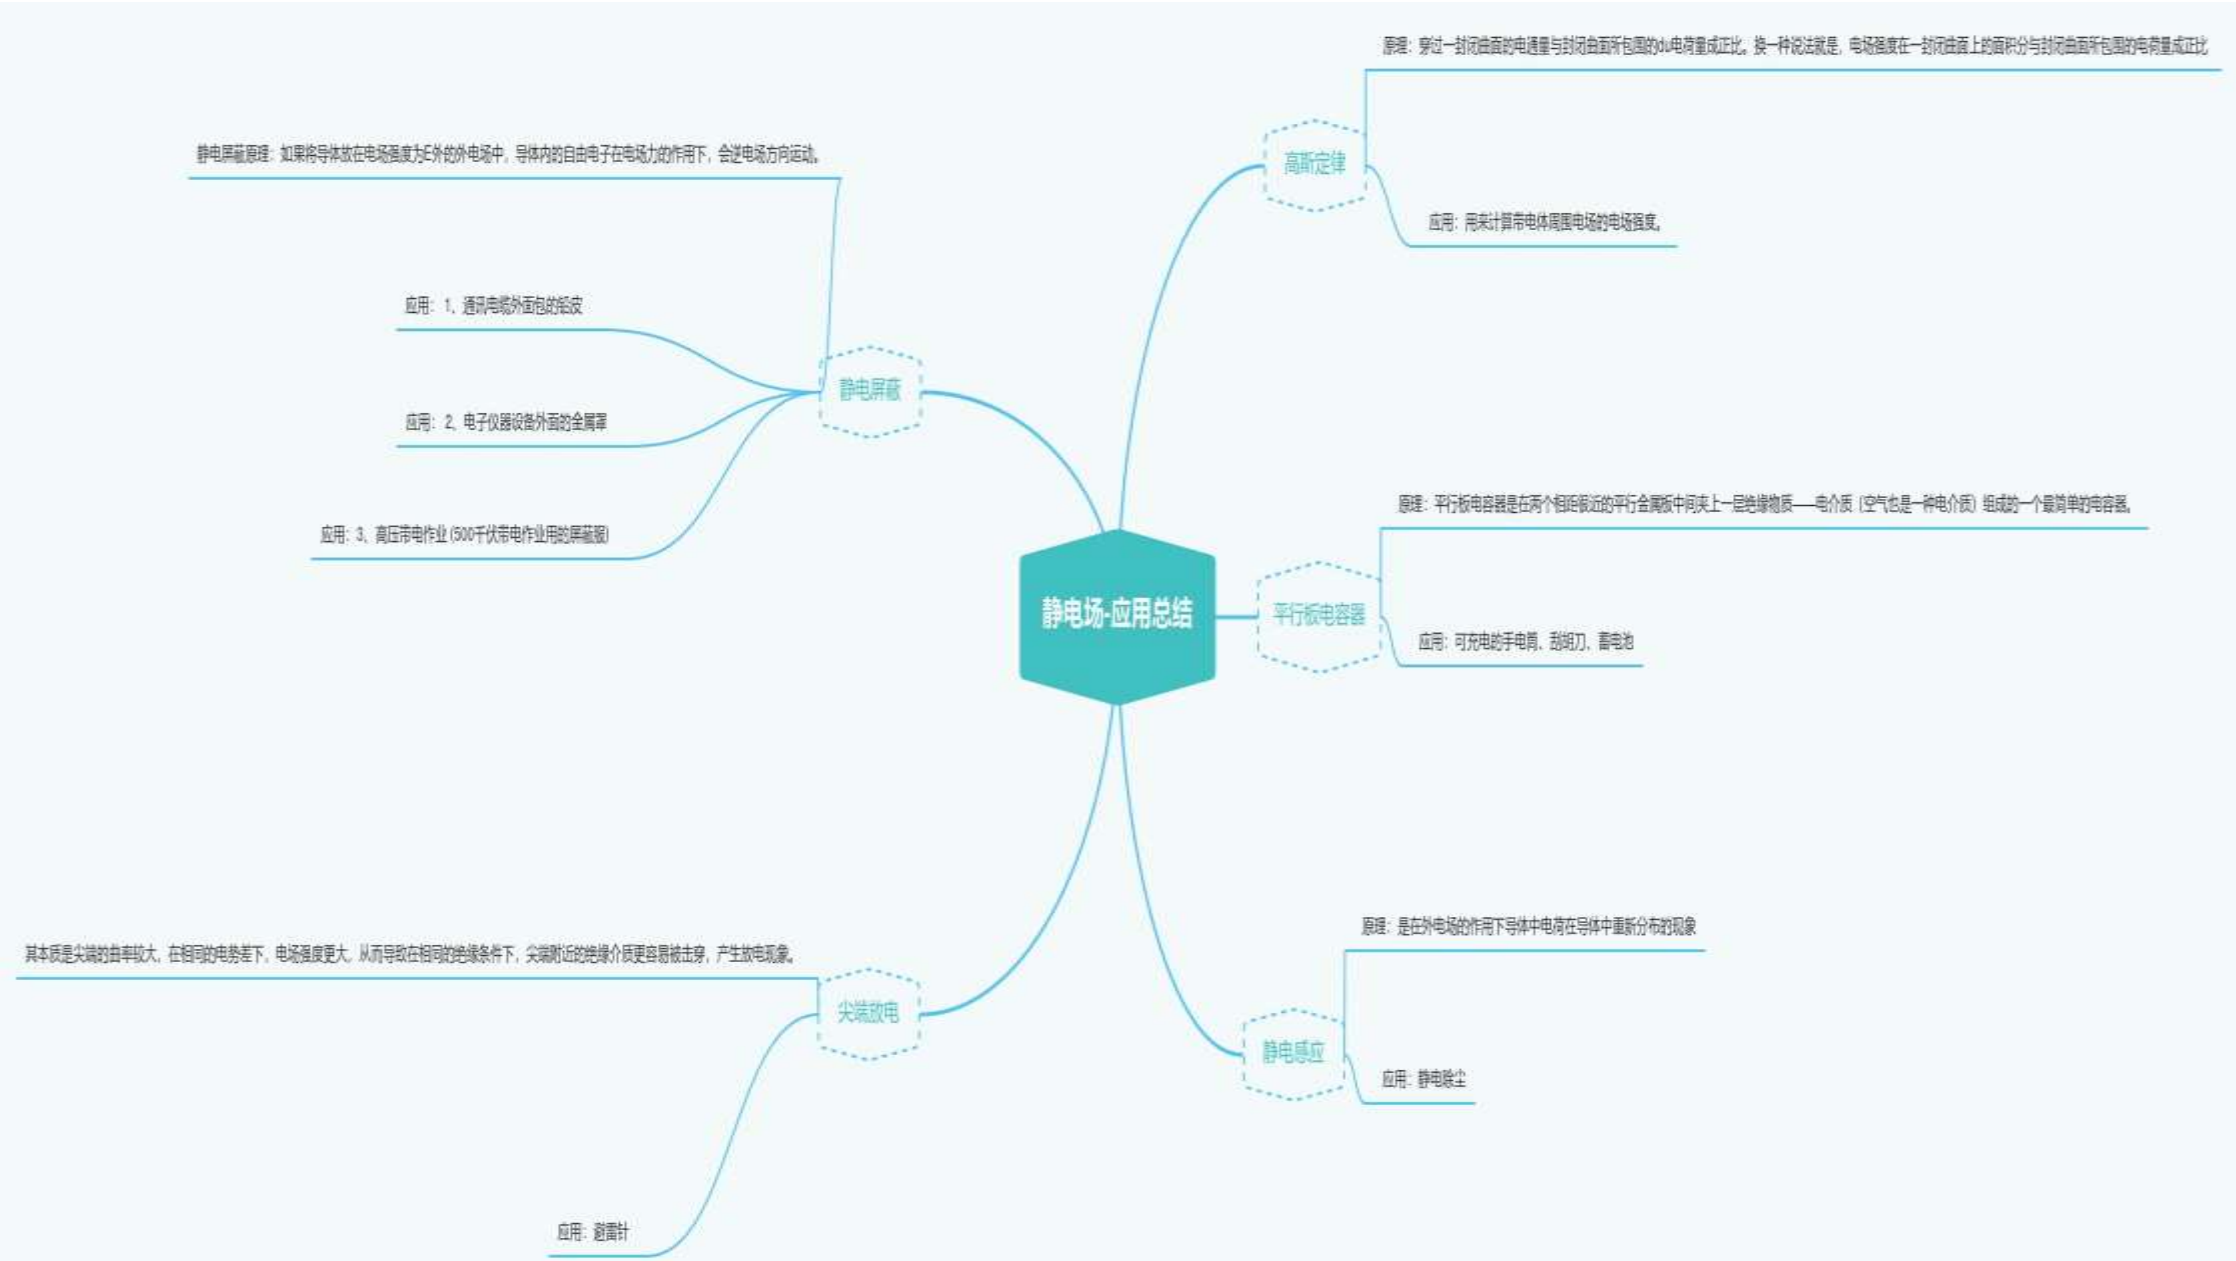 静电场-应用总结
高斯定律
原理：穿过一封闭曲面的电通量与封闭曲面所包围的du电荷量成正比。换一种说法就是，电场强度在一封闭曲面上的面积分与封闭曲面所包围的电荷量成正比
应用：用来计算带电体周围电场的电场强度。
平行板电容器
原理：平行板电容器是在两个相距很近的平行金属板中间夹上一层绝缘物质——电介质（空气也是一种电介质）组成的一个最简单的电容器。
应用：可充电的手电筒、刮胡刀、蓄电池
静电感应
原理：是在外电场的作用下导体中电荷在导体中重新分布的现象
应用：静电除尘
静电屏蔽
静电屏蔽原理：如果将导体放在电场强度为E外的外电场中，导体内的自由电子在电场力的作用下，会逆电场方向运动。
应用： 1、通讯电缆外面包的铅皮
应用： 2、电子仪器设备外面的金属罩
应用：3、高压带电作业 (500千伏带电作业用的屏蔽服)
尖端放电
其本质是尖端的曲率较大，在相同的电势差下，电场强度更大，从而导致在相同的绝缘条件下，尖端附近的绝缘介质更容易被击穿，产生放电现象。
应用：避雷针